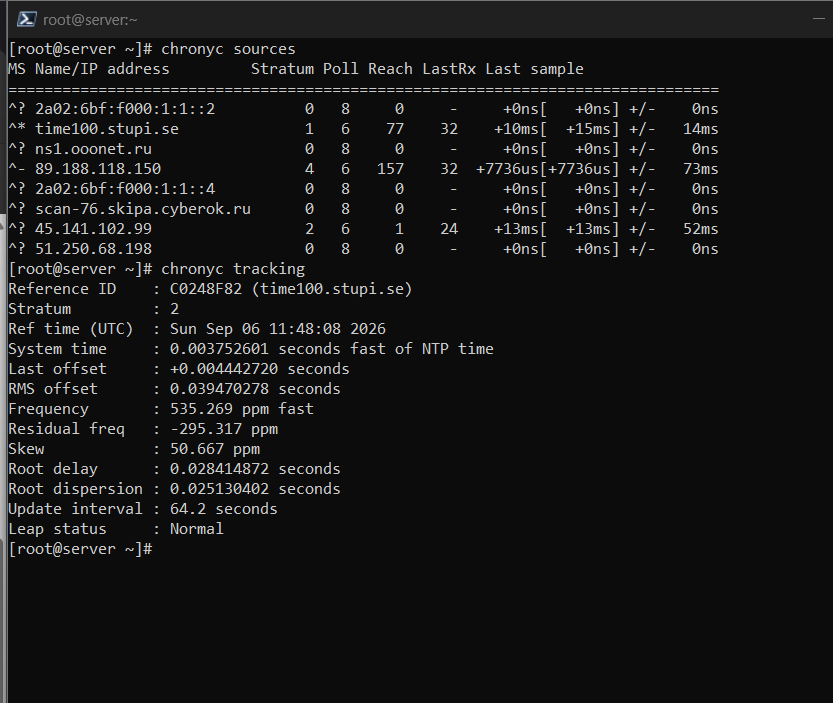 root@server:~
[root@server ~]# chronyc sources
MS Name/IP address         Stratum Poll Reach LastRx Last sample
===============================================================================
^? 2a02:6bf:f000:1:1::2          0   8     0     -     +0ns[   +0ns] +/-    0ns
^* time100.stupi.se              1   6    77    32    +10ms[  +15ms] +/-   14ms
^? ns1.ooonet.ru                 0   8     0     -     +0ns[   +0ns] +/-    0ns
^- 89.188.118.150                4   6   157    32  +7736us[+7736us] +/-   73ms
^? 2a02:6bf:f000:1:1::4          0   8     0     -     +0ns[   +0ns] +/-    0ns
^? scan-76.skipa.cyberok.ru      0   8     0     -     +0ns[   +0ns] +/-    0ns
^? 45.141.102.99                 2   6     1    24    +13ms[  +13ms] +/-   52ms
^? 51.250.68.198                 0   8     0     -     +0ns[   +0ns] +/-    0ns
[root@server ~]# chronyc tracking
Reference ID    : C0248F82 (time100.stupi.se)
Stratum         : 2
Ref time (UTC)  : Sun Sep 06 11:48:08 2026
System time     : 0.003752601 seconds fast of NTP time
Last offset     : +0.004442720 seconds
RMS offset      : 0.039470278 seconds
Frequency       : 535.269 ppm fast
Residual freq   : -295.317 ppm
Skew            : 50.667 ppm
Root delay      : 0.028414872 seconds
Root dispersion : 0.025130402 seconds
Update interval : 64.2 seconds
Leap status     : Normal
[root@server ~]#